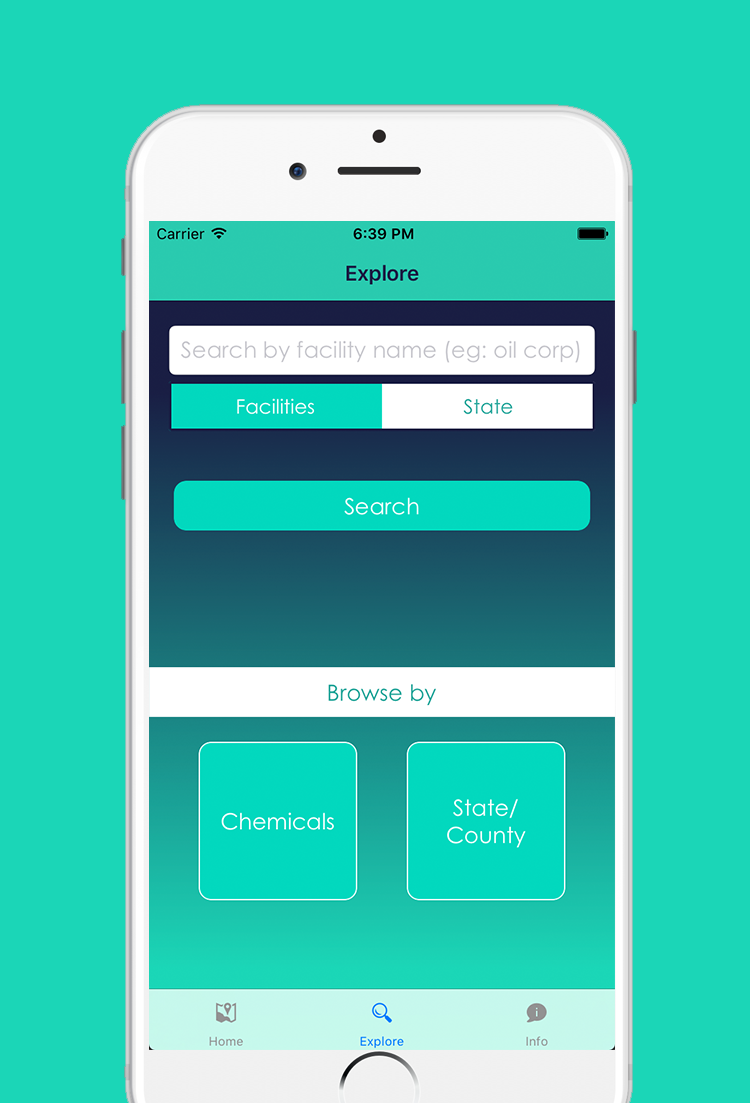 Carrier 6:39 PM
Explore
Search by facility name (eg: oil corp)
Facilities State
Search
Browse by
Chemicals
State/
County
Home Explore Info